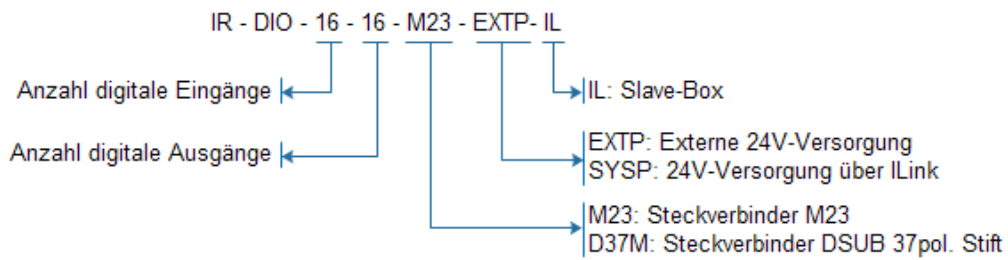 IR - DIO - 16 - 16 - M23 - EXTP- IL
Anzahl digitale Eingänge
IL: Slave-Box
Anzahl digitale Ausgänge
EXTP: Externe 24V-Versorgung
SYSP: 24V-Versorgung über ILink
M23: Steckverbinder M23
D37M: Steckverbinder DSUB 37pol. Stift